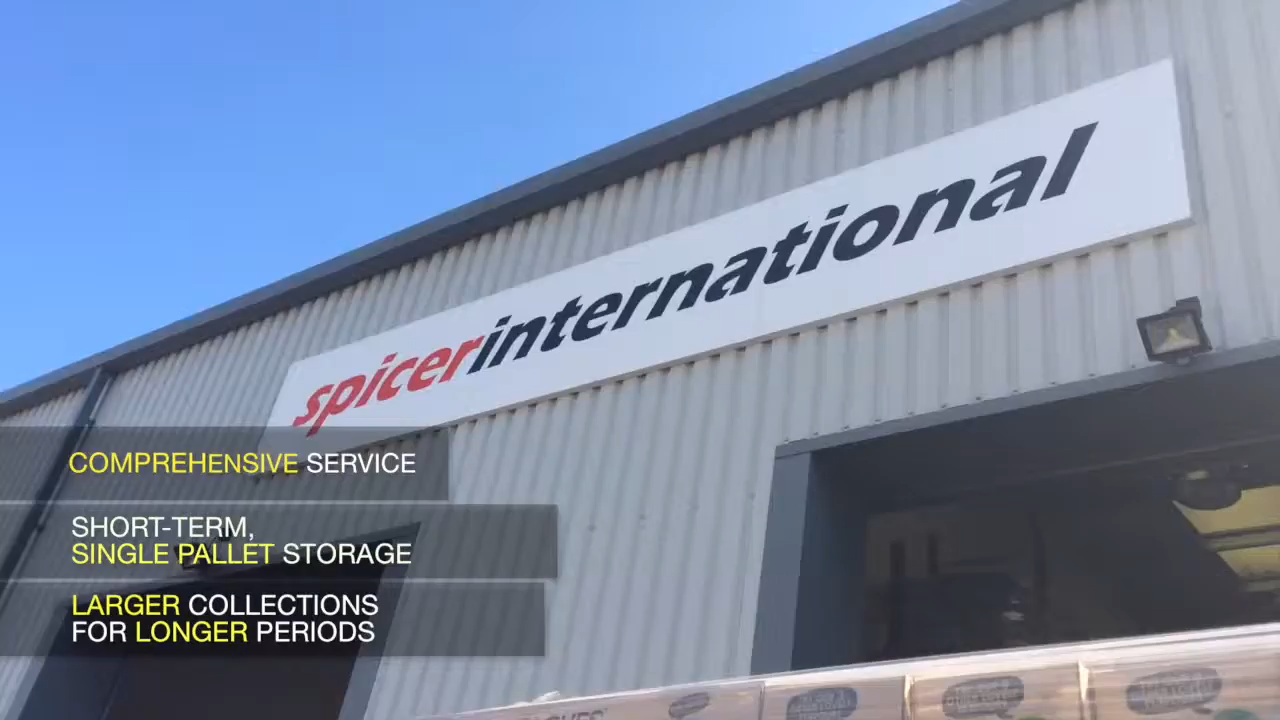 spicerinternational
COMPREHENSIVE SERVICE
SHORT-TERM,
SINGLE PALLET STORAGE
LARGER COLLECTIONS
FOR LONGER PERIODS